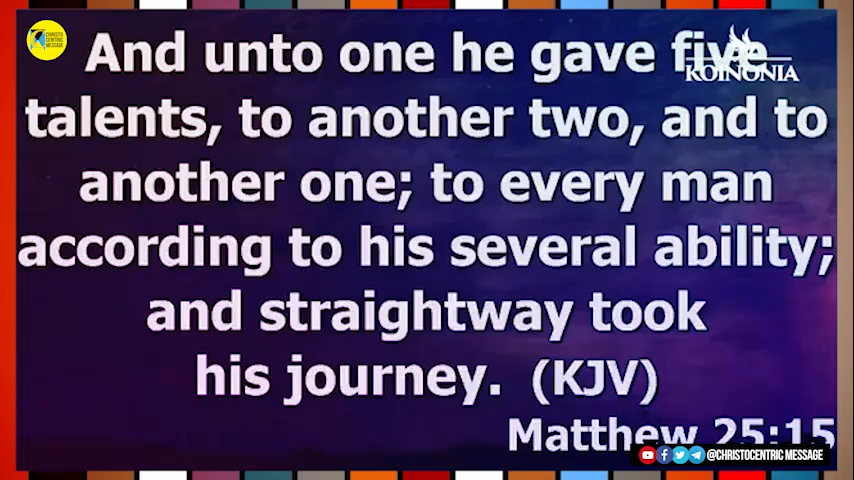 CHRISTO
CENTRIC
MESSAGE
KOINONIA
And unto one he gave five
talents, to another two, and to
another one; to every man
according to his several ability;
and straightway took
his journey. (KJV)
Matthew 25:15
@CHRISTOCENTRIC MESSAGE